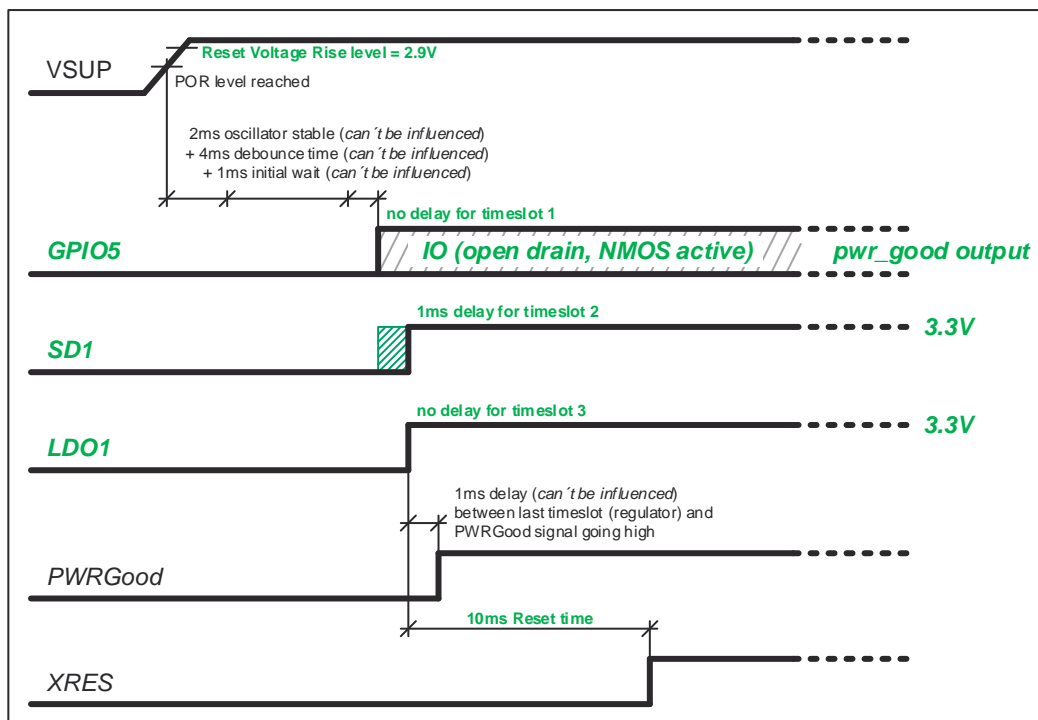 Reset Voltage Rise level = 2.9V
VSUP
POR level reached
2ms oscillator stable (can´t be influenced)
+ 4ms debounce time (can´t be influenced)
+ 1ms initial wait (can´t be influenced)
no delay for timeslot 1
GPIO5
IO (open drain, NMOS active)
pwr_good output
1ms delay for timeslot 2
SD1
3.3V
no delay for timeslot 3
LDO1
3.3V
1ms delay (can´t be influenced)
between last timeslot (regulator) and
PWRGood signal going high
PWRGood
10ms Reset time
XRES